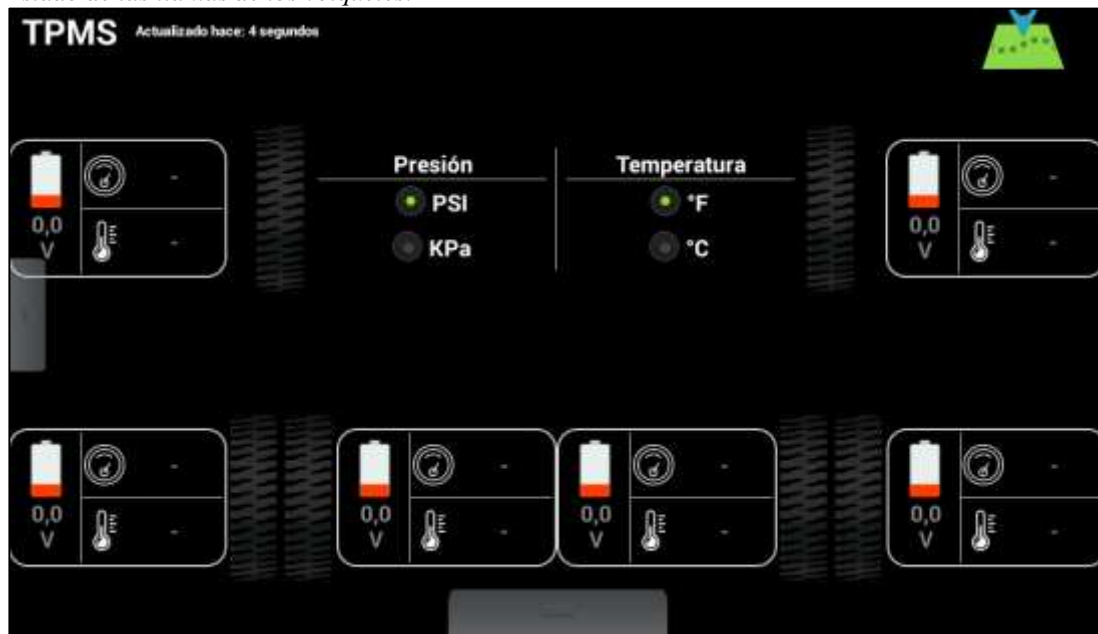 TPMS Actualizado hace: 4 segundos
Presión Temperatura
PSI °F
KPa °C
- -
- -
0,0 0,0
V V
- - - -
- - - -
0,0 0,0 0,0 0,0
V V V V